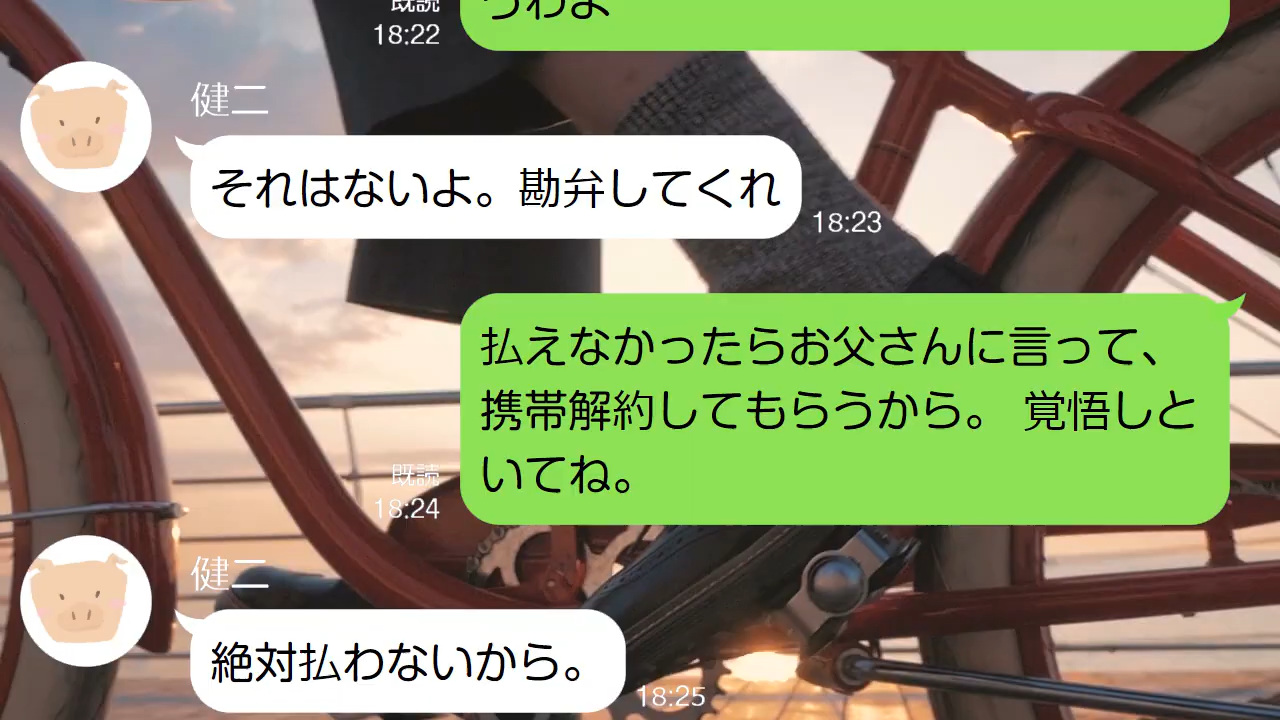 うわよ
既読
18:22
健二
それはないよ。勘弁してくれ
18:23
払えなかったらお父さんに言って、
携帯解約してもらうから。 覚悟しと
いてね。
既読
18:24
健二
絶対払わないから。
18:25